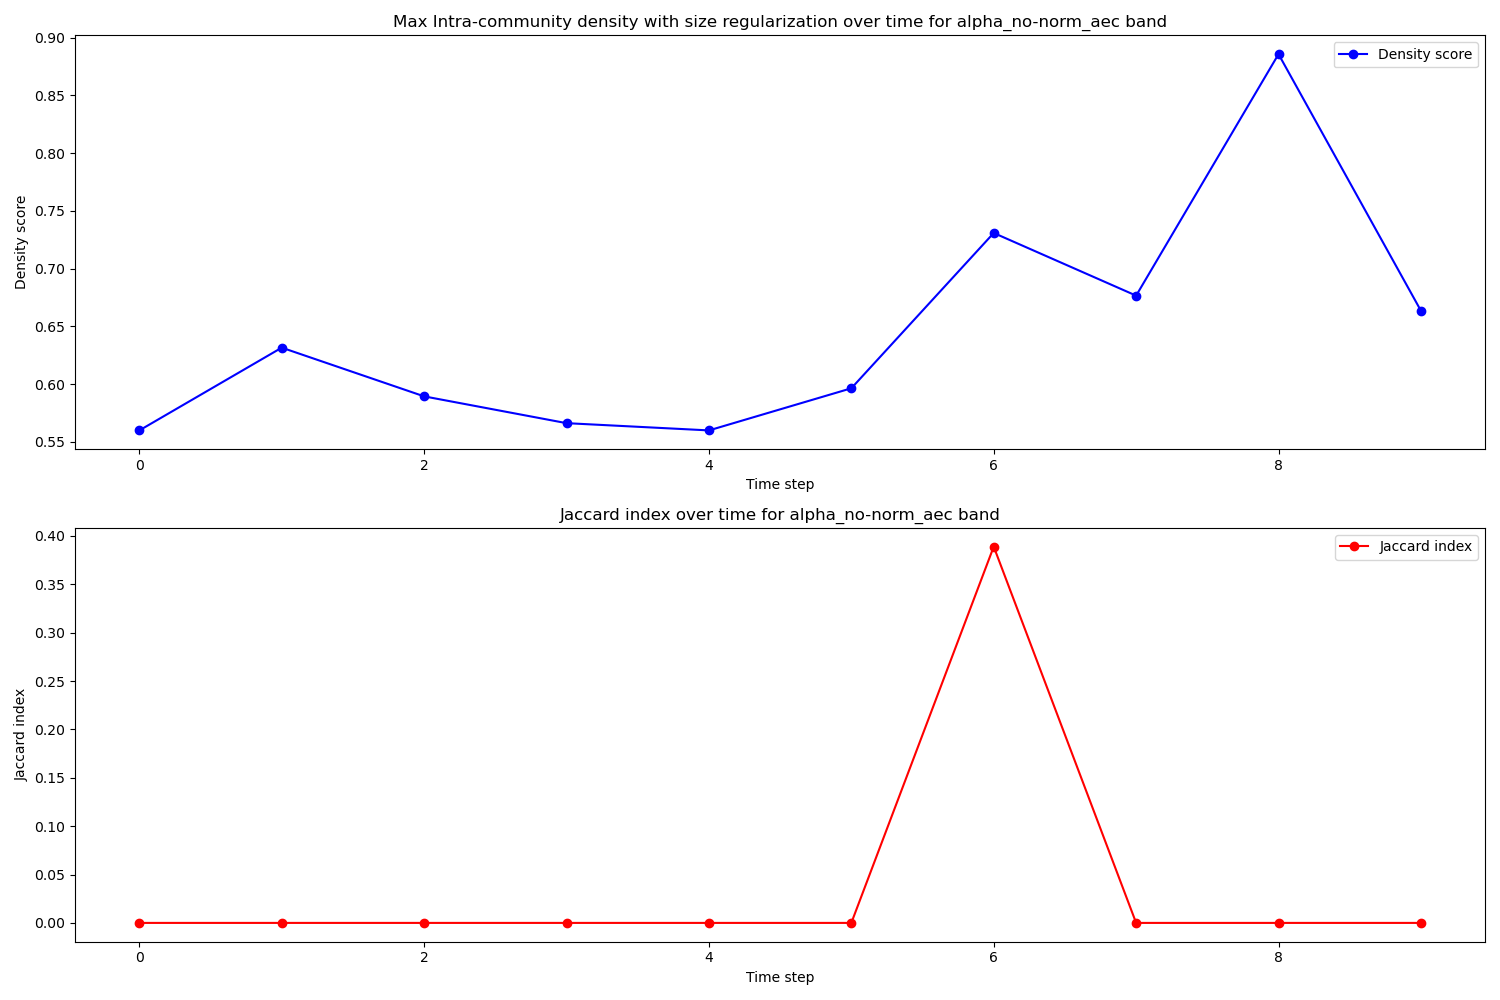 Max Intra-community density with size regularization over time for alpha_no-norm_aec band
Density score
0.90
0.85
0.80
0.75
0.70
0.65
0.60
0.55
Density score
0 2 4 6 8
Time step
Jaccard index over time for alpha_no-norm_aec band
Jaccard index
0.40
0.35
0.30
0.25
0.20
0.15
0.10
0.05
0.00
Jaccard index
0 2 4 6 8
Time step